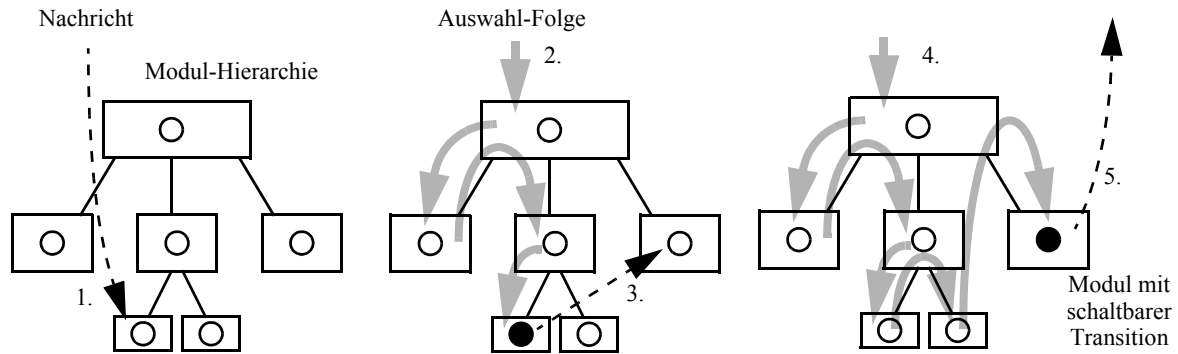 Nachricht
Modul-Hierarchie
1.
Auswahl-Folge
2.
3.
4.
5.
Modul mit
schaltbarer
Transition